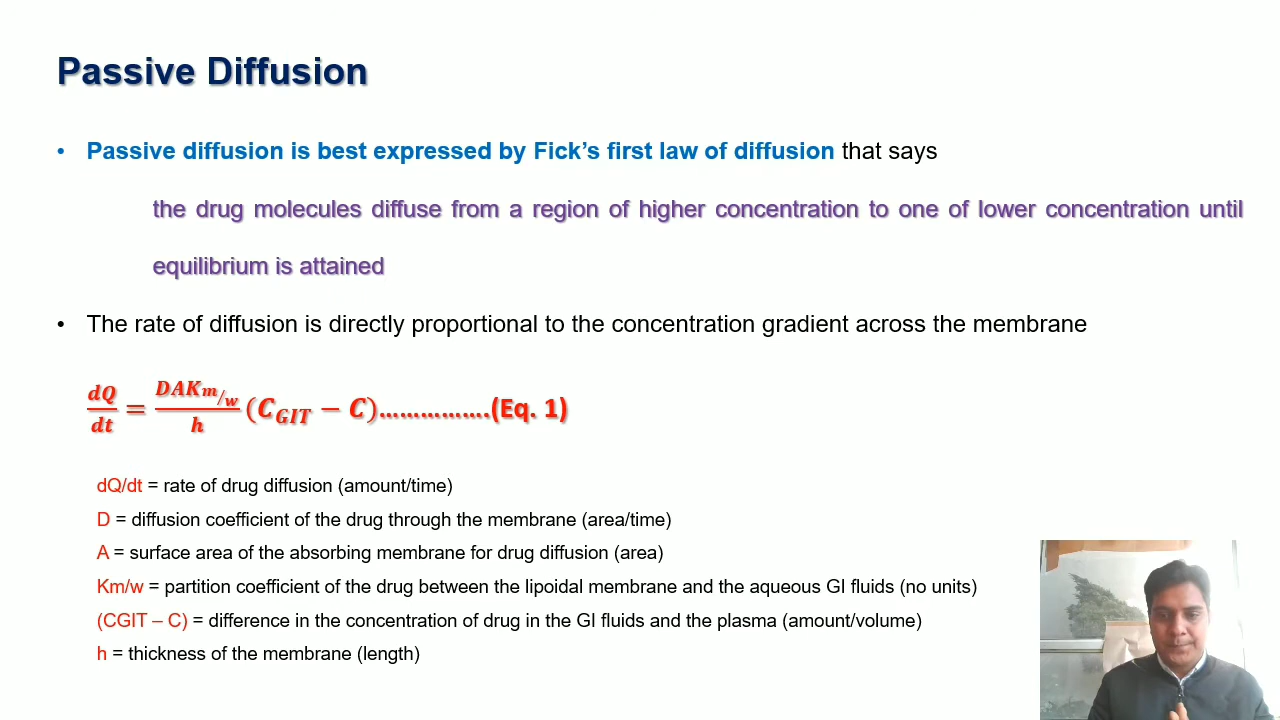 Passive Diffusion
• Passive diffusion is best expressed by Fick’s first law of diffusion that says
the drug molecules diffuse from a region of higher concentration to one of lower concentration until
equilibrium is attained
• The rate of diffusion is directly proportional to the concentration gradient across the membrane
dQ/dt = DAKm/w/h (C_GIT − C)................(Eq. 1)
dQ/dt = rate of drug diffusion (amount/time)
D = diffusion coefficient of the drug through the membrane (area/time)
A = surface area of the absorbing membrane for drug diffusion (area)
Km/w = partition coefficient of the drug between the lipoidal membrane and the aqueous GI fluids (no units)
(CGIT – C) = difference in the concentration of drug in the GI fluids and the plasma (amount/volume)
h = thickness of the membrane (length)